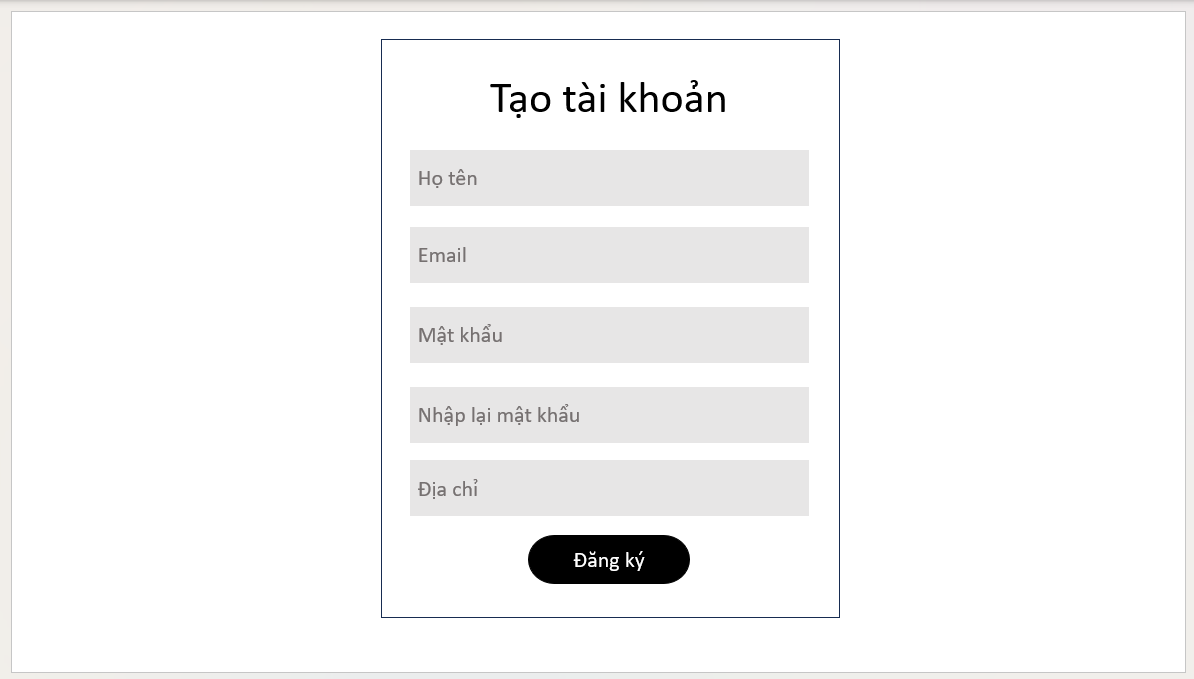 Tạo tài khoản
Họ tên
Email
Mật khẩu
Nhập lại mật khẩu
Địa chỉ
Đăng ký